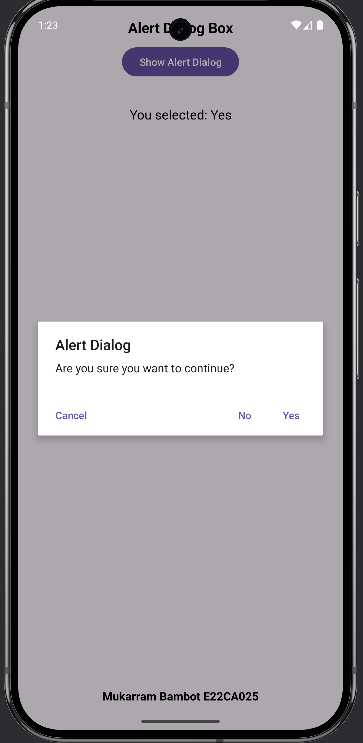 1:23
Alert D og Box
Show Alert Dialog
You selected: Yes
Alert Dialog
Are you sure you want to continue?
Cancel No Yes
Mukarram Bambot E22CA025